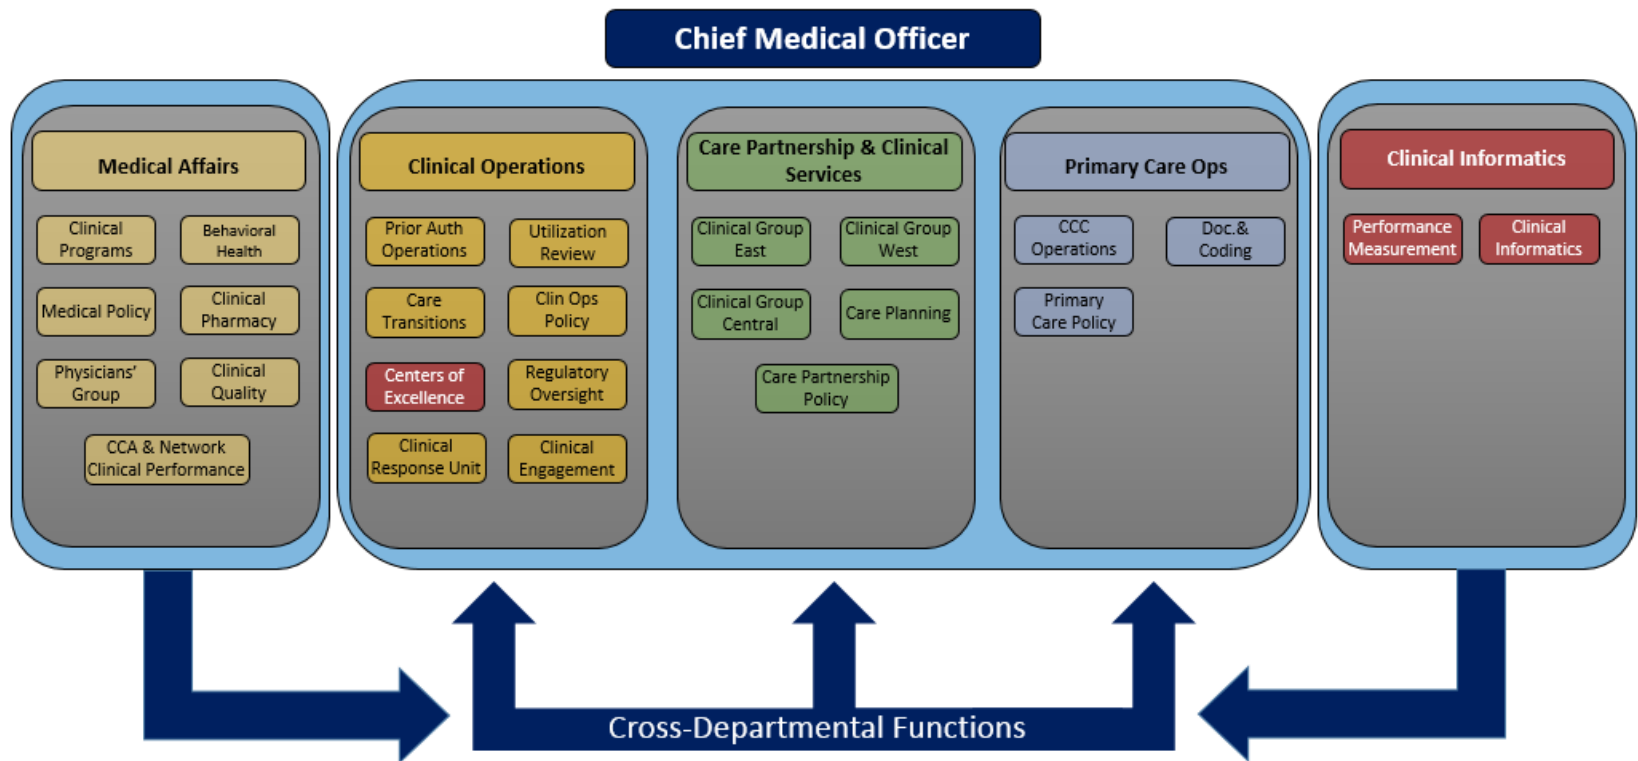 Chief Medical Officer
Medical Affairs
Clinical
Programs
Behavioral
Health
Medical Policy
Clinical
Pharmacy
Physicians’
Group
Clinical
Quality
CCA & Network
Clinical Performance
Clinical Operations
Prior Auth
Operations
Utilization
Review
Care
Transitions
Clin Ops
Policy
Centers of
Excellence
Regulatory
Oversight
Clinical
Response Unit
Clinical
Engagement
Care Partnership & Clinical
Services
Clinical Group
East
Clinical Group
West
Clinical Group
Central
Care Planning
Care Partnership
Policy
Primary Care Ops
CCC
Operations
Doc.&
Coding
Primary
Care Policy
Clinical Informatics
Performance
Measurement
Clinical
Informatics
Cross-Departmental Functions